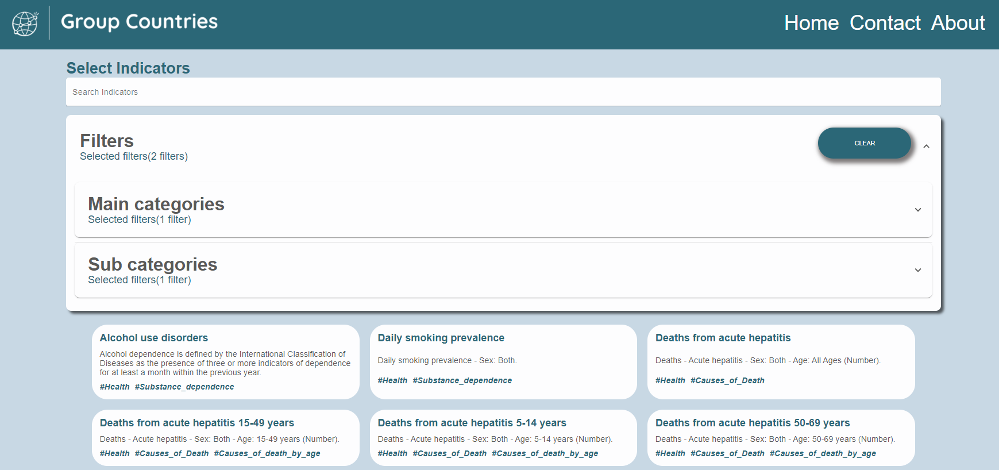 Group Countries
Home Contact About
Select Indicators
Search Indicators
Filters
Selected filters(2 filters)
CLEAR
Main categories
Selected filters(1 filter)
Sub categories
Selected filters(1 filter)
Alcohol use disorders
Alcohol dependence is defined by the International Classification of
Diseases as the presence of three or more indicators of dependence
for at least a month within the previous year.
#Health #Substance_dependence
Daily smoking prevalence
Daily smoking prevalence - Sex: Both.
#Health #Substance_dependence
Deaths from acute hepatitis
Deaths - Acute hepatitis - Sex: Both - Age: All Ages (Number).
#Health #Causes_of_Death
Deaths from acute hepatitis 15-49 years
Deaths - Acute hepatitis - Sex: Both - Age: 15-49 years (Number).
#Health #Causes_of_Death #Causes_of_death_by_age
Deaths from acute hepatitis 5-14 years
Deaths - Acute hepatitis - Sex: Both - Age: 5-14 years (Number).
#Health #Causes_of_Death #Causes_of_death_by_age
Deaths from acute hepatitis 50-69 years
Deaths - Acute hepatitis - Sex: Both - Age: 50-69 years (Number).
#Health #Causes_of_Death #Causes_of_death_by_age